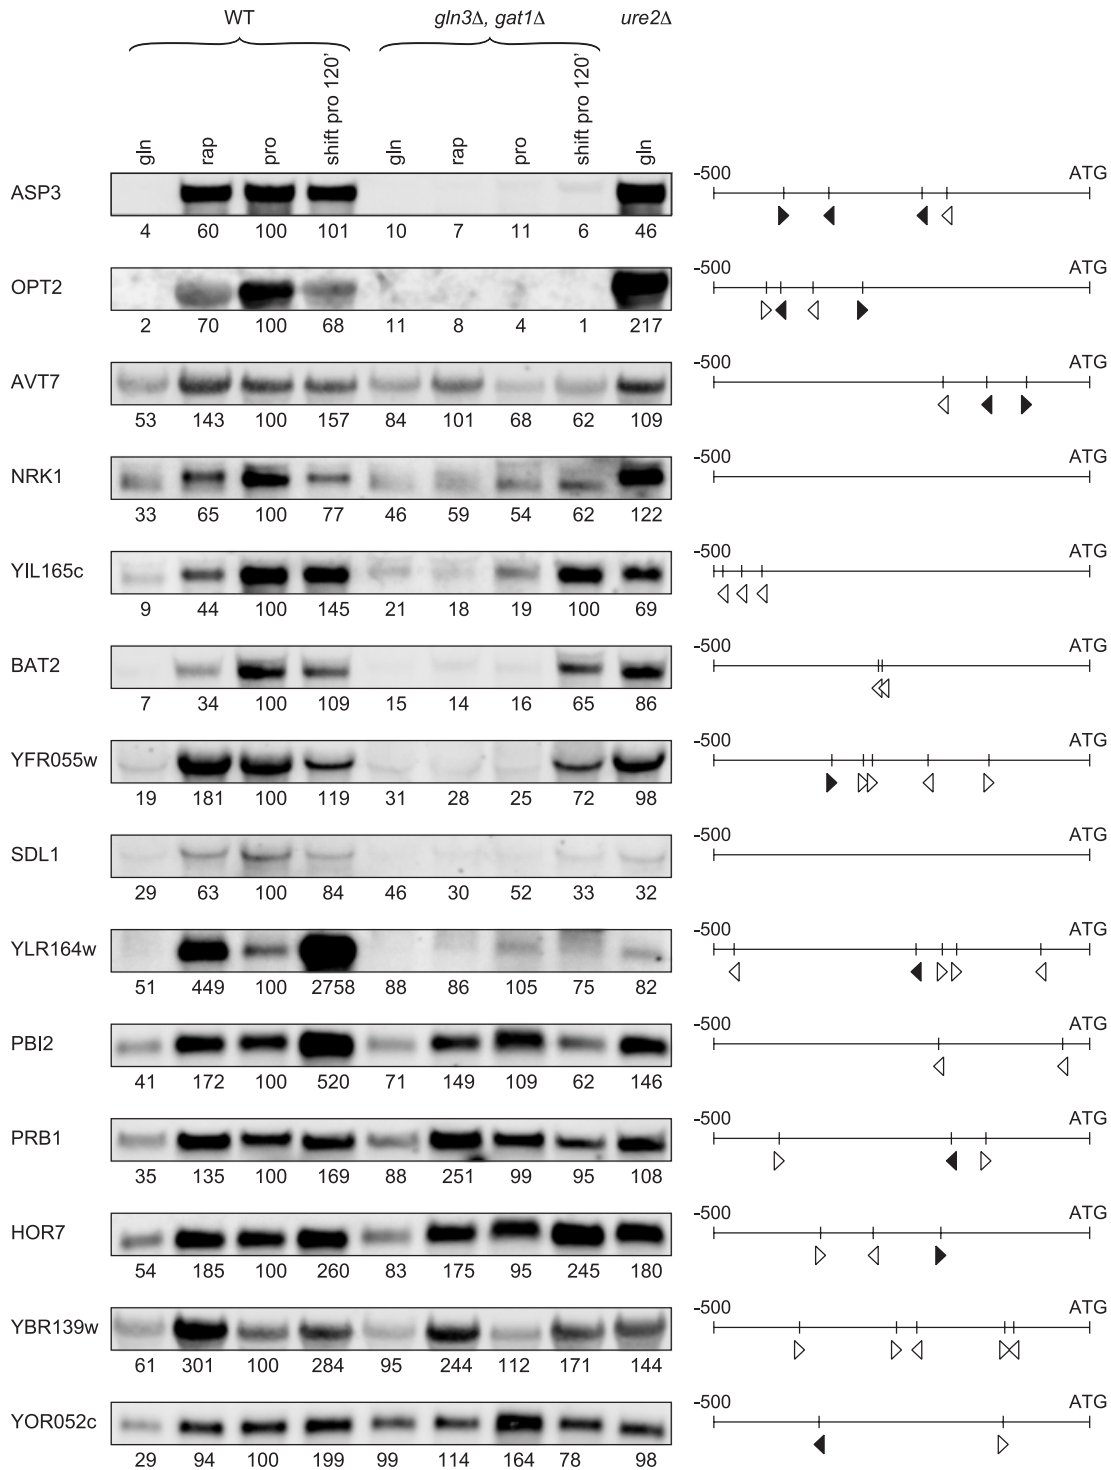 WT gln3Δ, gat1Δ ure2Δ
gln rap pro shift pro 120' gln rap pro shift pro 120' gln
ASP3 -500 ATG
4 60 100 101 10 7 11 6 46
OPT2 -500 ATG
2 70 100 68 11 8 4 1 217
AVT7 -500 ATG
53 143 100 157 84 101 68 62 109
NRK1 -500 ATG
33 65 100 77 46 59 54 62 122
YIL165c -500 ATG
9 44 100 145 21 18 19 100 69
BAT2 -500 ATG
7 34 100 109 15 14 16 65 86
YFR055w -500 ATG
19 181 100 119 31 28 25 72 98
SDL1 -500 ATG
29 63 100 84 46 30 52 33 32
YLR164w -500 ATG
51 449 100 2758 88 86 105 75 82
PBI2 -500 ATG
41 172 100 520 71 149 109 62 146
PRB1 -500 ATG
35 135 100 169 88 251 99 95 108
HOR7 -500 ATG
54 185 100 260 83 175 95 245 180
YBR139w -500 ATG
61 301 100 284 95 244 112 171 144
YOR052c -500 ATG
29 94 100 199 99 114 164 78 98